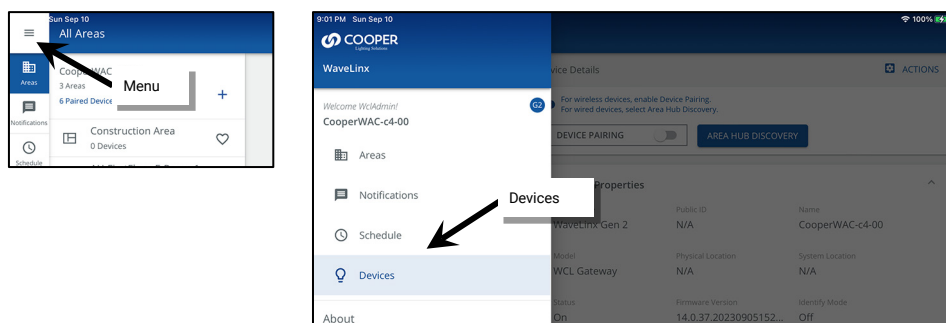 Sun Sep 10
All Areas
Areas
Notifications
Schedule
3 Areas
6 Paired Device
Menu
+
Construction Area
0 Devices
9:01 PM Sun Sep 10
100%
COOPER
Lighting Solutions
WaveLinx
Welcome WclAdmin!
G2
CooperWAC-c4-00
Areas
Notifications
Schedule
Devices
About
Devices
vice Details
ACTIONS
For wireless devices, enable Device Pairing.
For wired devices, select Area Hub Discovery.
DEVICE PAIRING
AREA HUB DISCOVERY
Properties
WaveLinx Gen 2
Public ID
N/A
Name
CooperWAC-c4-00
Model
WCL Gateway
Physical Location
N/A
System Location
N/A
Status
On
Firmware Version
14.0.37.20230905152...
Identify Mode
Off